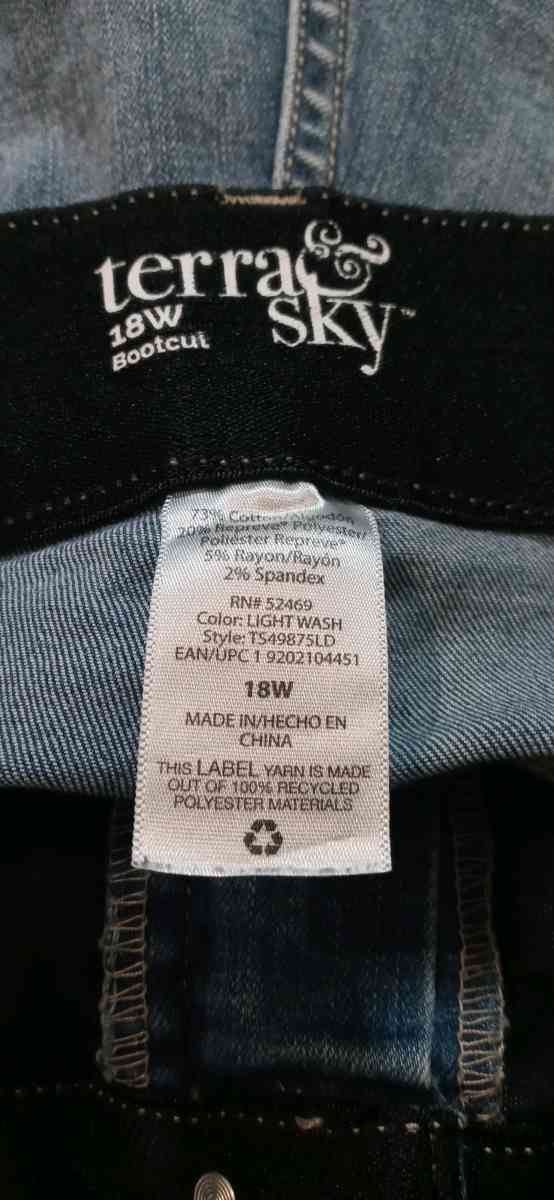 terra & sky™
18W
Bootcut
73% Cotton/Algodón
20% Repreve® Polyester/
Poliéster Repreve®
5% Rayon/Rayón
2% Spandex
RN# 52469
Color: LIGHT WASH
Style: TS49875LD
EAN/UPC 1 9202104451
18W
MADE IN/HECHO EN
CHINA
THIS LABEL YARN IS MADE
OUT OF 100% RECYCLED
POLYESTER MATERIALS